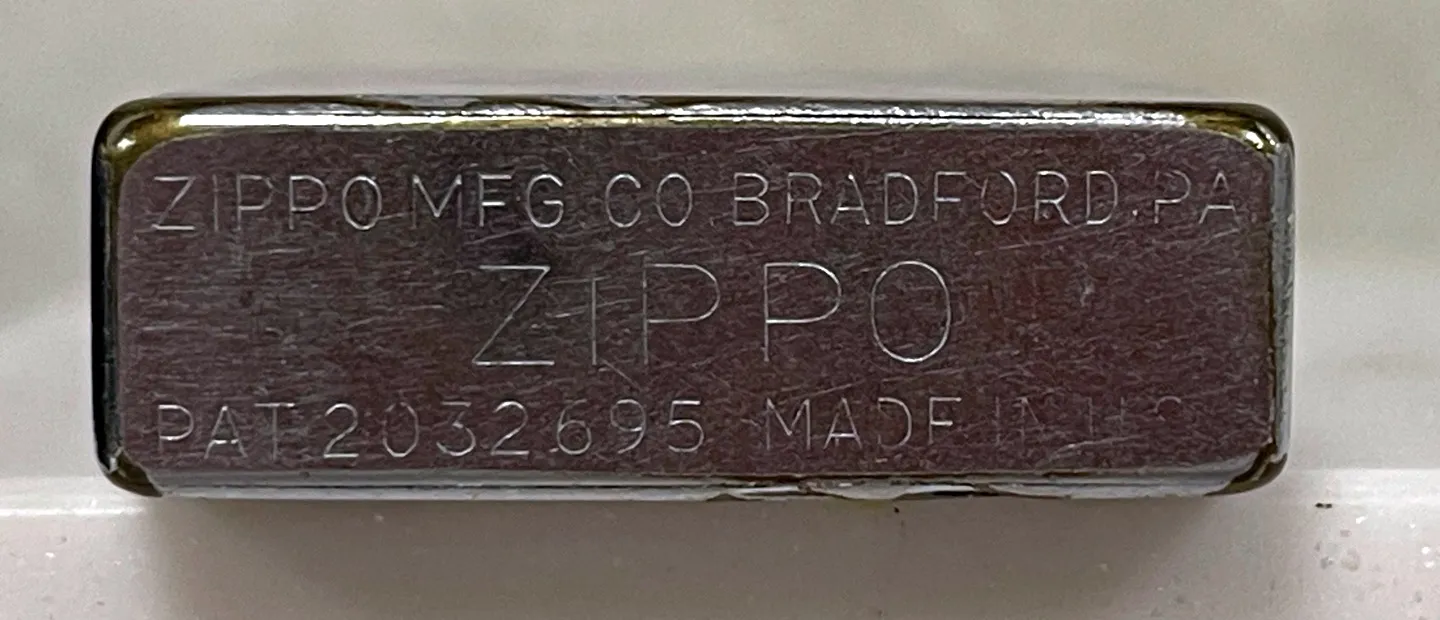 ZIPPO MFG. CO. BRADFORD. PA
ZIPPO
PAT. 2032695 MADE IN U.S.